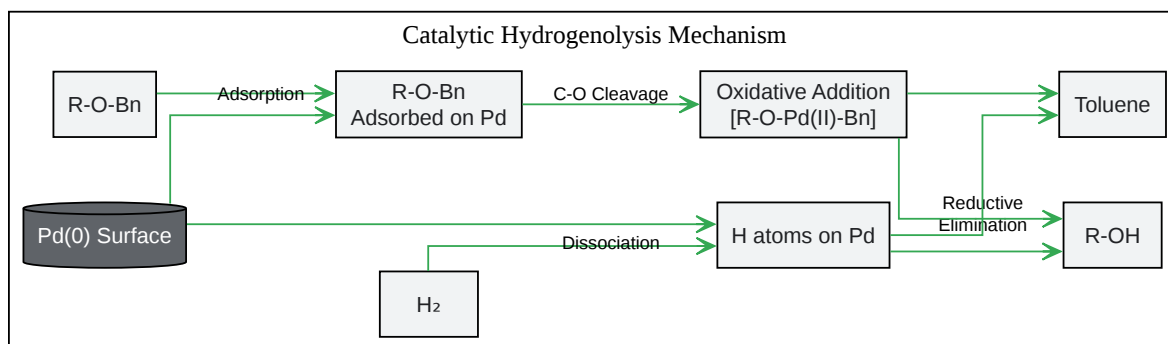 Catalytic Hydrogenolysis Mechanism
R-O-Bn
Adsorption
R-O-Bn
Adsorbed on Pd
C-O Cleavage
Oxidative Addition
[R-O-Pd(II)-Bn]
Toluene
Pd(0) Surface
Dissociation
H atoms on Pd
Reductive
Elimination
R-OH
H₂